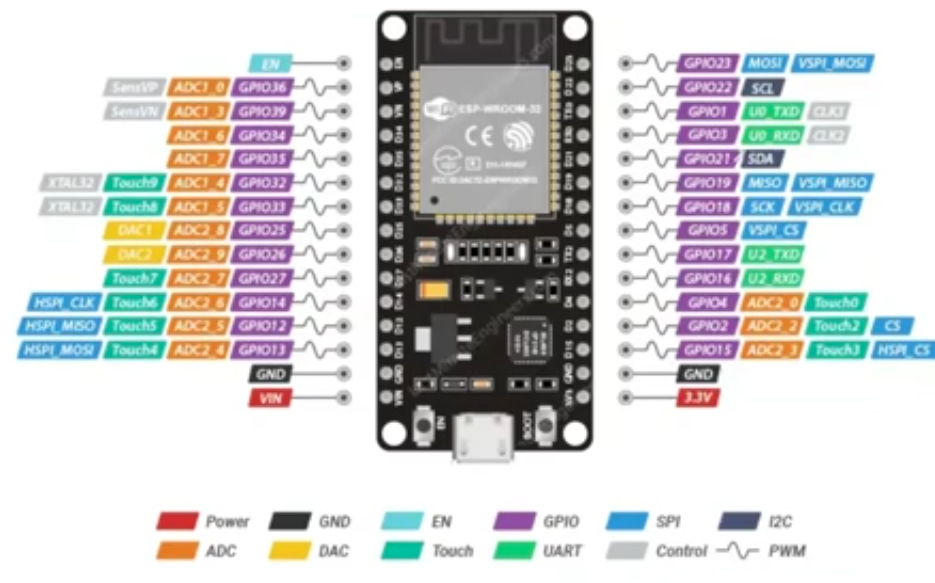 EN
SensVP ADC1_0 GPIO36
SensVN ADC1_3 GPIO39
ADC1_6 GPIO34
ADC1_7 GPIO35
XTAL32 Touch9 ADC1_4 GPIO32
XTAL32 Touch8 ADC1_5 GPIO33
DAC1 ADC2_8 GPIO25
DAC2 ADC2_9 GPIO26
Touch7 ADC2_7 GPIO27
HSPI_CLK Touch6 ADC2_6 GPIO14
HSPI_MISO Touch5 ADC2_5 GPIO12
HSPI_MOSI Touch4 ADC2_4 GPIO13
GND
VIN
ESP-WROOM-32
CE
EN
BOOT
GPIO23 MOSI VSPI_MOSI
GPIO22 SCL
GPIO1 U0_TXD CLK3
GPIO3 U0_RXD CLK2
GPIO21 SDA
GPIO19 MISO VSPI_MISO
GPIO18 SCK VSPI_CLK
GPIO5 VSPI_CS
GPIO17 U2_TXD
GPIO16 U2_RXD
GPIO4 ADC2_0 Touch0
GPIO2 ADC2_2 Touch2 CS
GPIO15 ADC2_3 Touch3 HSPI_CS
GND
3.3V
Power GND EN GPIO SPI I2C
ADC DAC Touch UART Control PWM